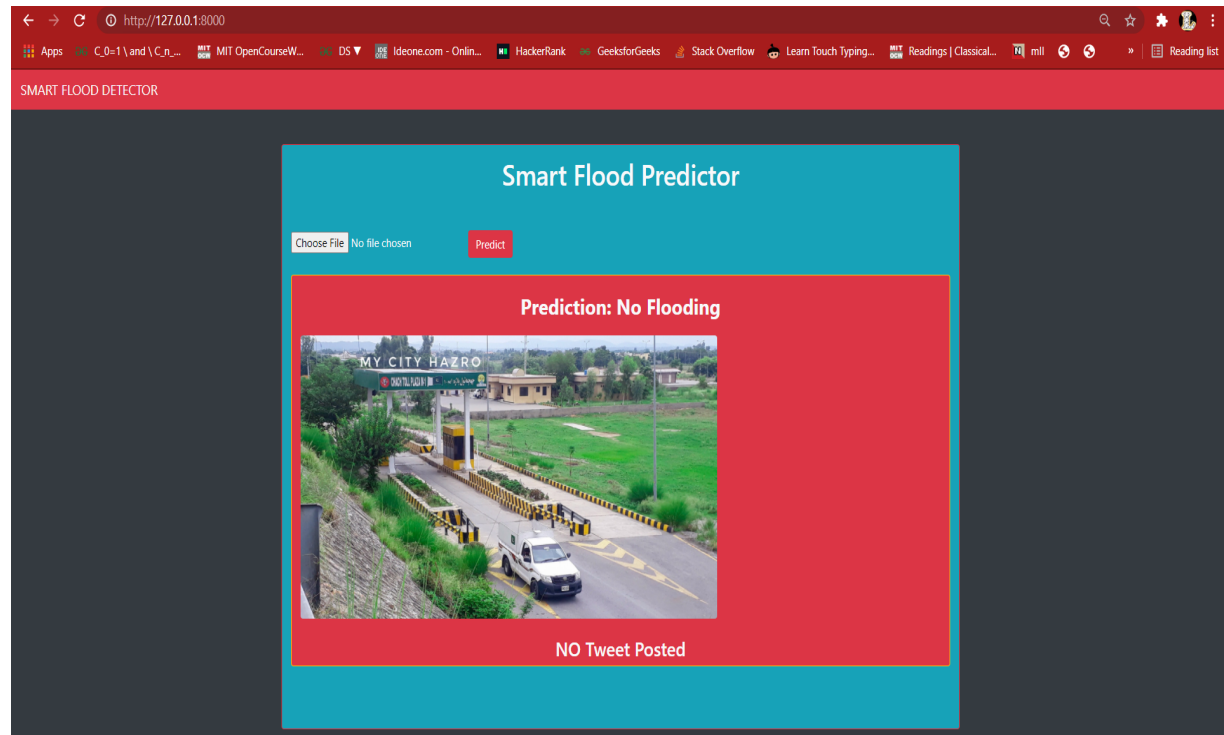 http://127.0.0.1:8000
Apps C_0=1 \ and \ C_n_... MIT OpenCourseW... DS▼ Ideone.com - Onlin... HackerRank GeeksforGeeks Stack Overflow Learn Touch Typing... Readings | Classical... mll » Reading list
SMART FLOOD DETECTOR
Smart Flood Predictor
Choose File No file chosen Predict
Prediction: No Flooding
MY CITY HAZRO
NO Tweet Posted